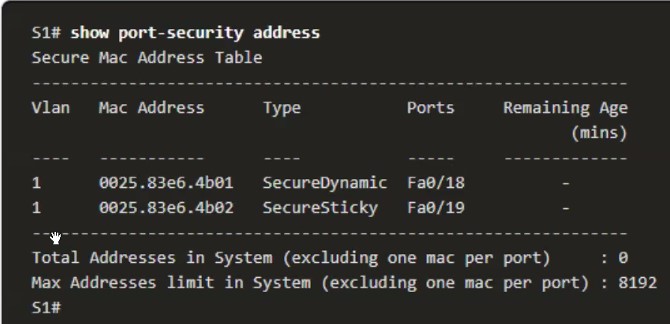 S1# show port-security address
Secure Mac Address Table
-----------------------------------------------------------------------
Vlan Mac Address Type Ports Remaining Age
(mins)
---- ----------- ---- ----- -------------
1 0025.83e6.4b01 SecureDynamic Fa0/18 -
1 0025.83e6.4b02 SecureSticky Fa0/19 -
-----------------------------------------------------------------------
Total Addresses in System (excluding one mac per port) : 0
Max Addresses limit in System (excluding one mac per port) : 8192
S1#